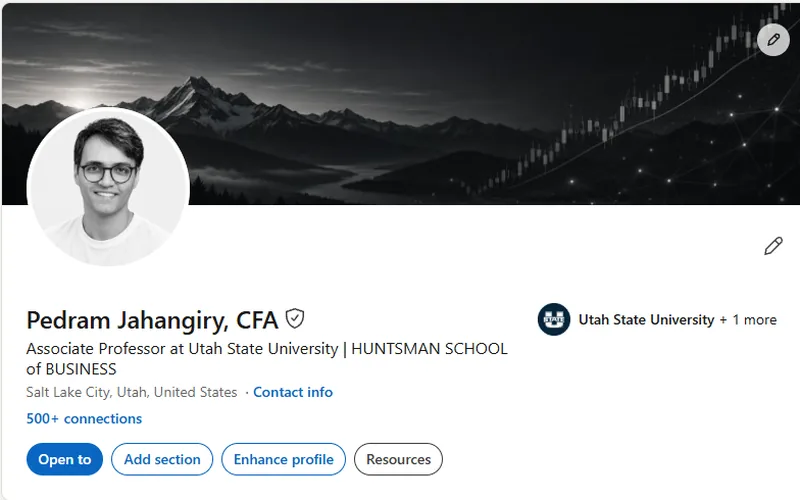 Pedram Jahangiry, CFA
Associate Professor at Utah State University | HUNTSMAN SCHOOL
of BUSINESS
Salt Lake City, Utah, United States · Contact info
500+ connections
Open to
Add section
Enhance profile
Resources
U STATE
Utah State University + 1 more